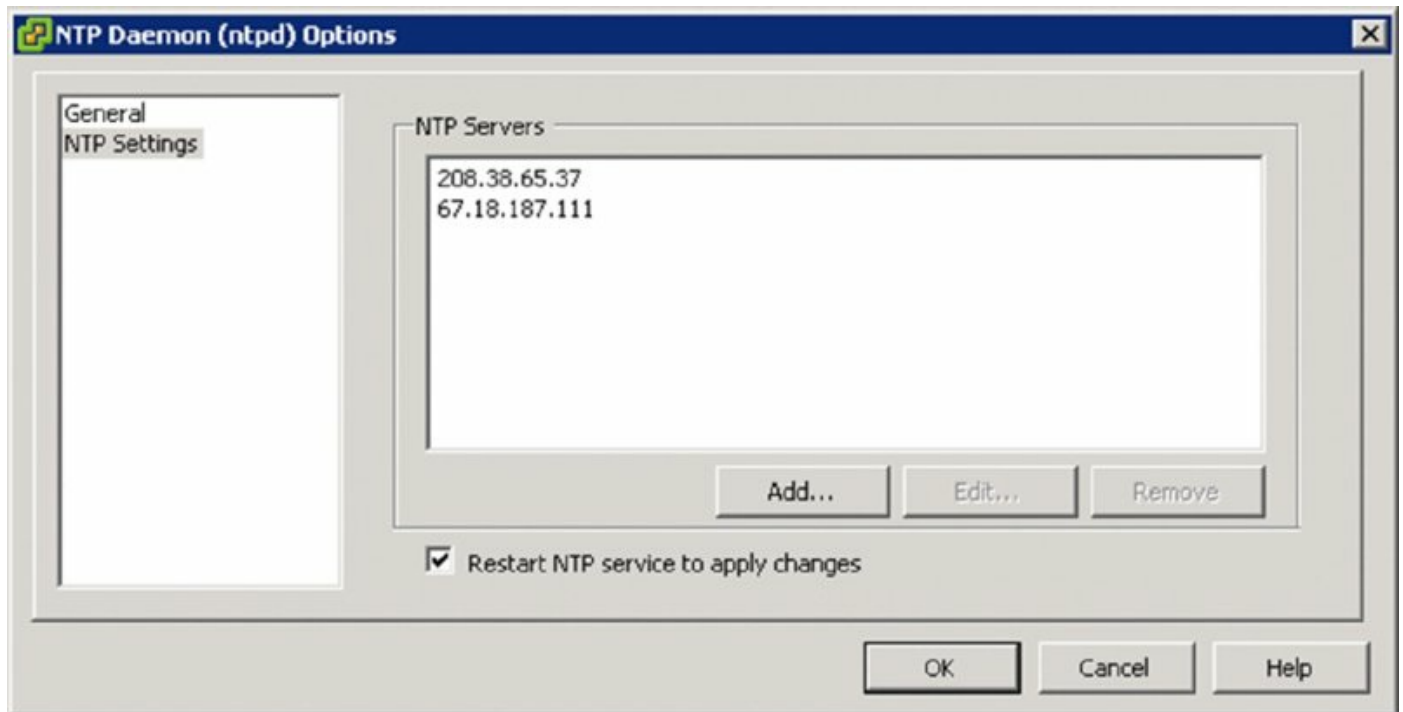 NTP Daemon (ntpd) Options
General
NTP Settings
NTP Servers
208.38.65.37
67.18.187.111
Add...
Edit...
Remove
Restart NTP service to apply changes
OK
Cancel
Help